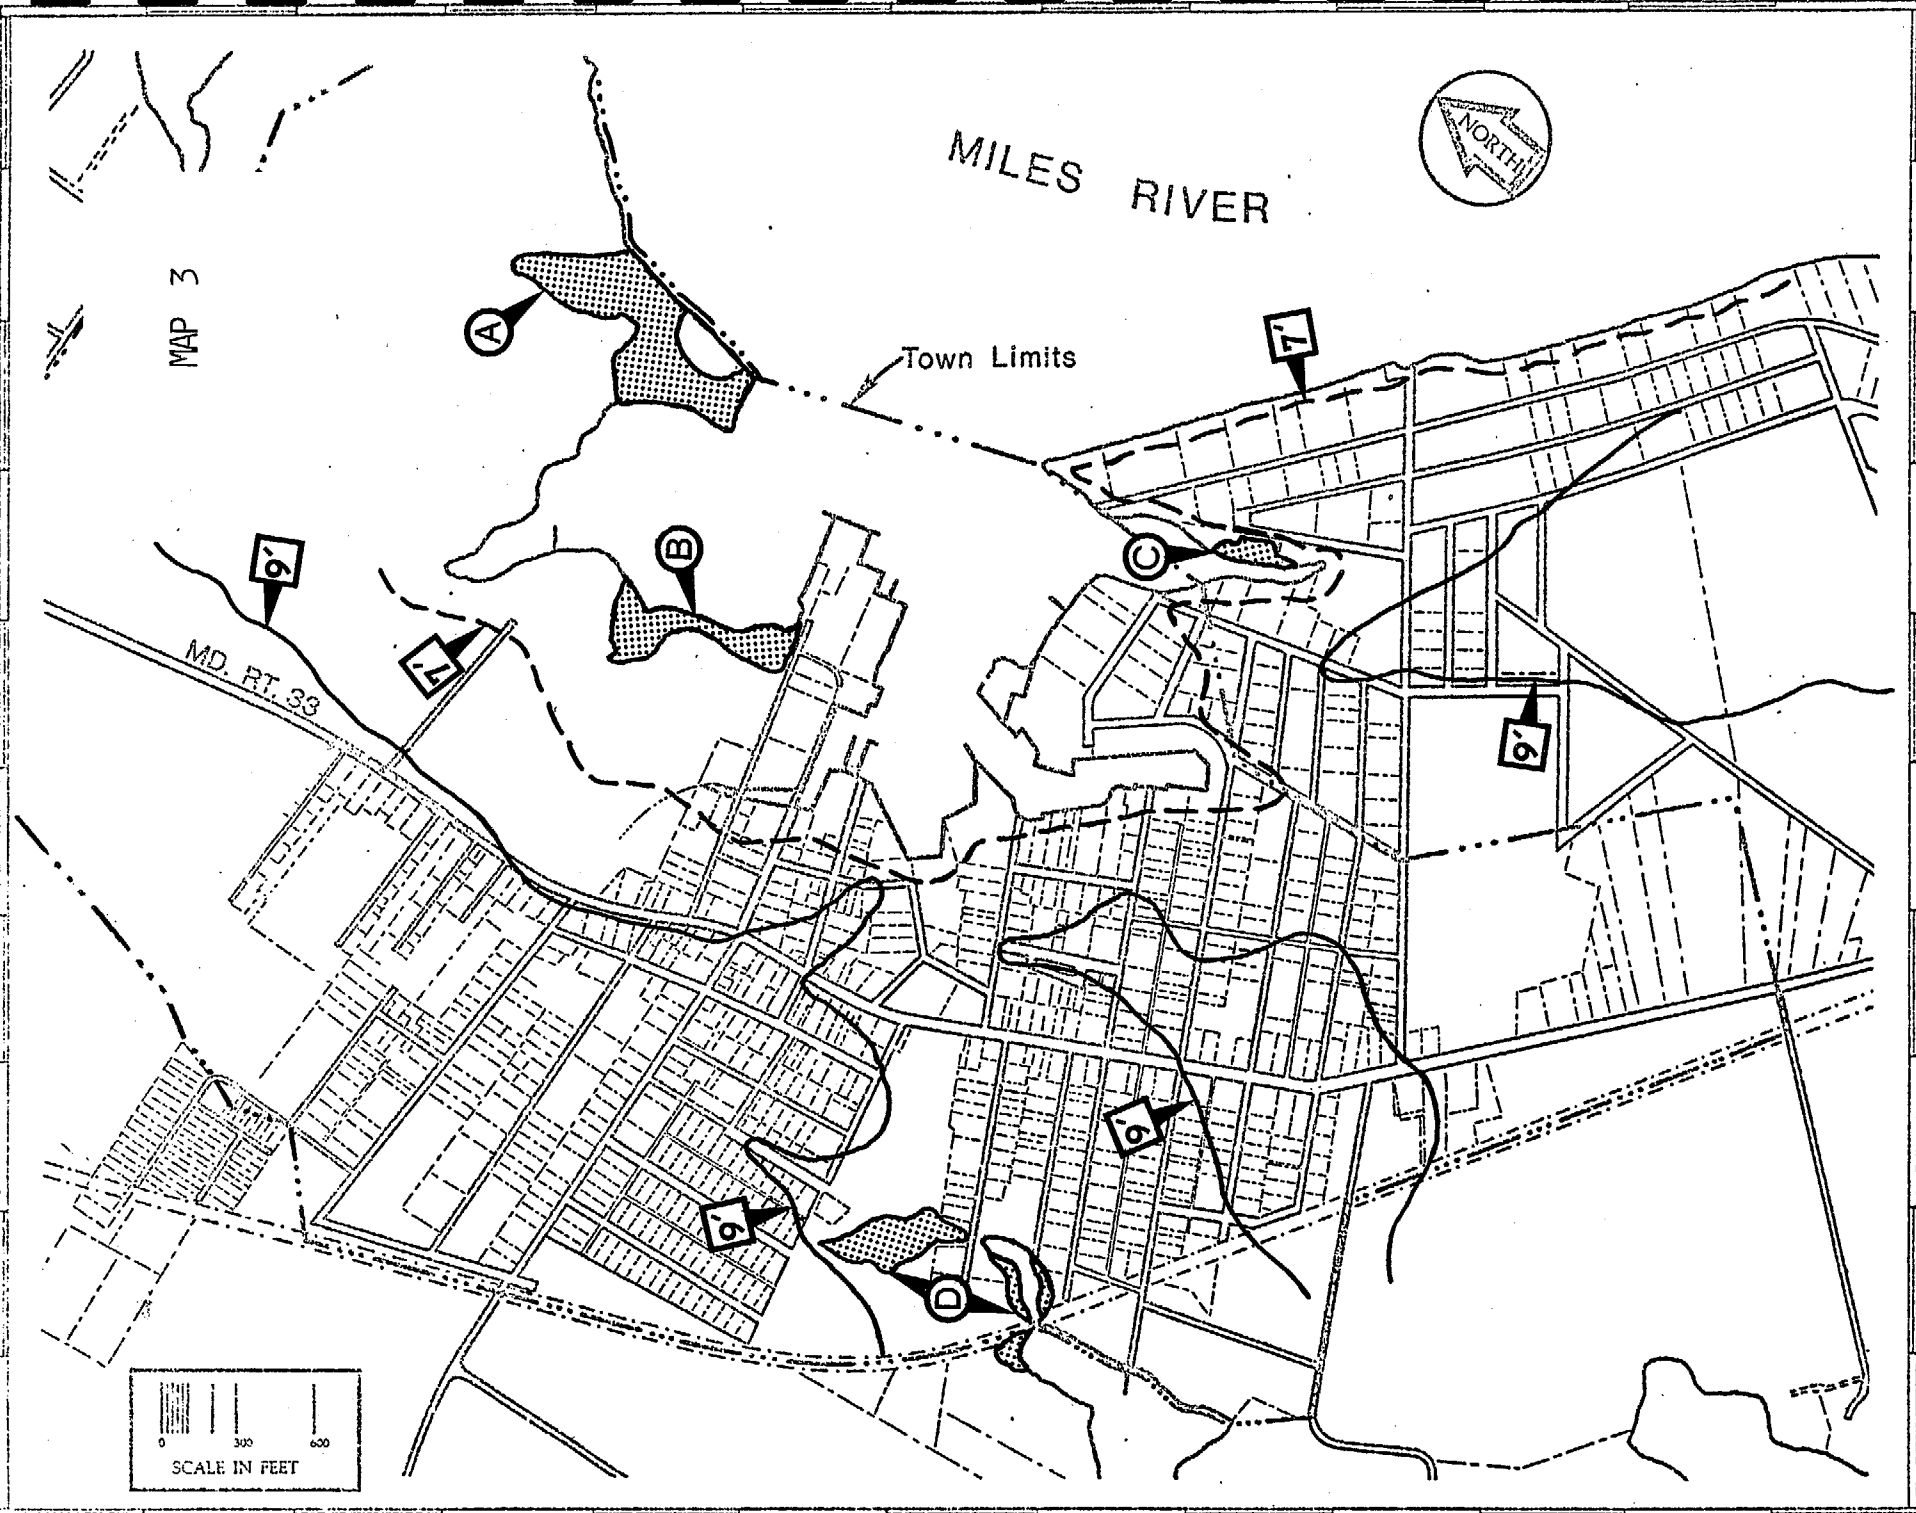 MILES RIVER
NORTH
MAP 3
A
Town Limits
7'
9'
B
C
7'
MD. RT. 33
9'
9'
9'
D
0 300 600
SCALE IN FEET